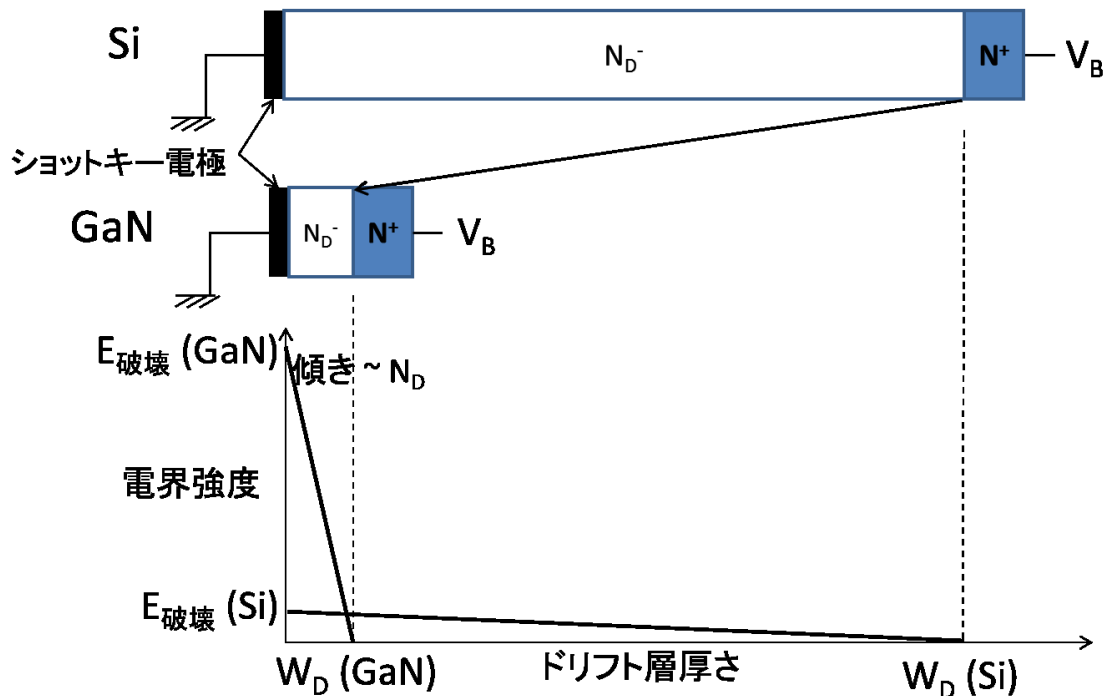 Si
N_D^-
N^+
V_B
ショットキー電極
GaN
N_D^-
N^+
V_B
E_破壊 (GaN)
傾き ~ N_D
電界強度
E_破壊 (Si)
W_D (GaN)
ドリフト層厚さ
W_D (Si)